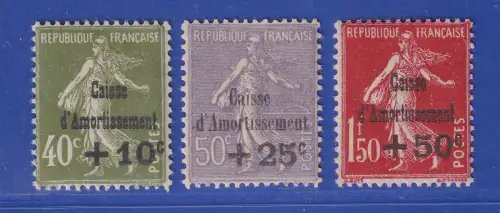 REPUBLIQUE FRANÇAISE
Caisse
d'Amortissement
40c
+10c
POSTES
REPUBLIQUE FRANÇAISE
Caisse
d'Amortissement
50c
+25c
POSTES
REPUBLIQUE FRANÇAISE
Caisse
d'Amortissement
1f50
+50c
POSTES